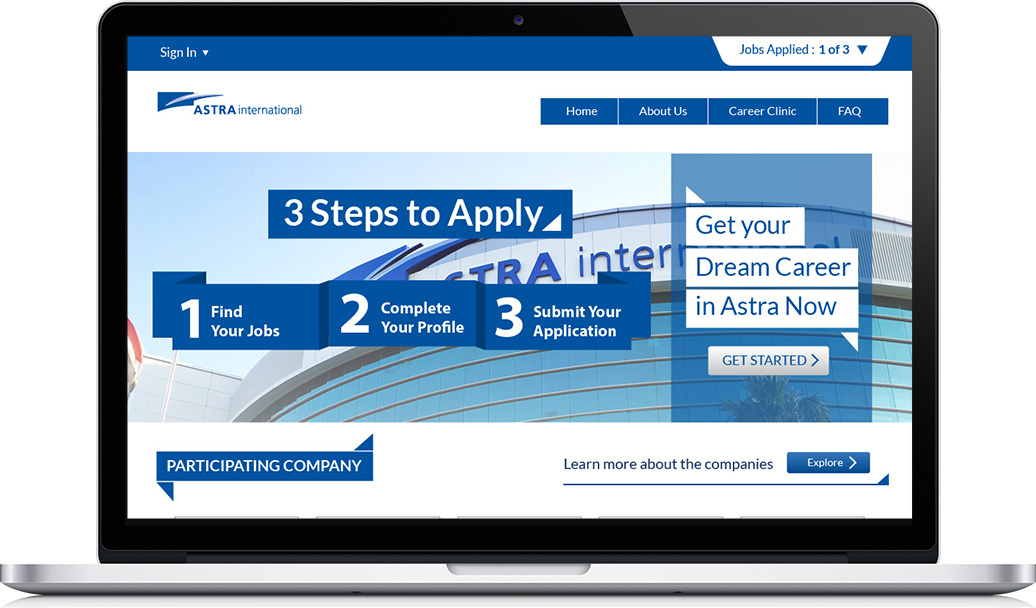 Sign In ▼
Jobs Applied : 1 of 3 ▼
ASTRA international
Home
About Us
Career Clinic
FAQ
3 Steps to Apply
ASTRA international
1 Find
Your Jobs
2 Complete
Your Profile
3 Submit Your
Application
Get your
Dream Career
in Astra Now
GET STARTED >
PARTICIPATING COMPANY
Learn more about the companies
Explore >